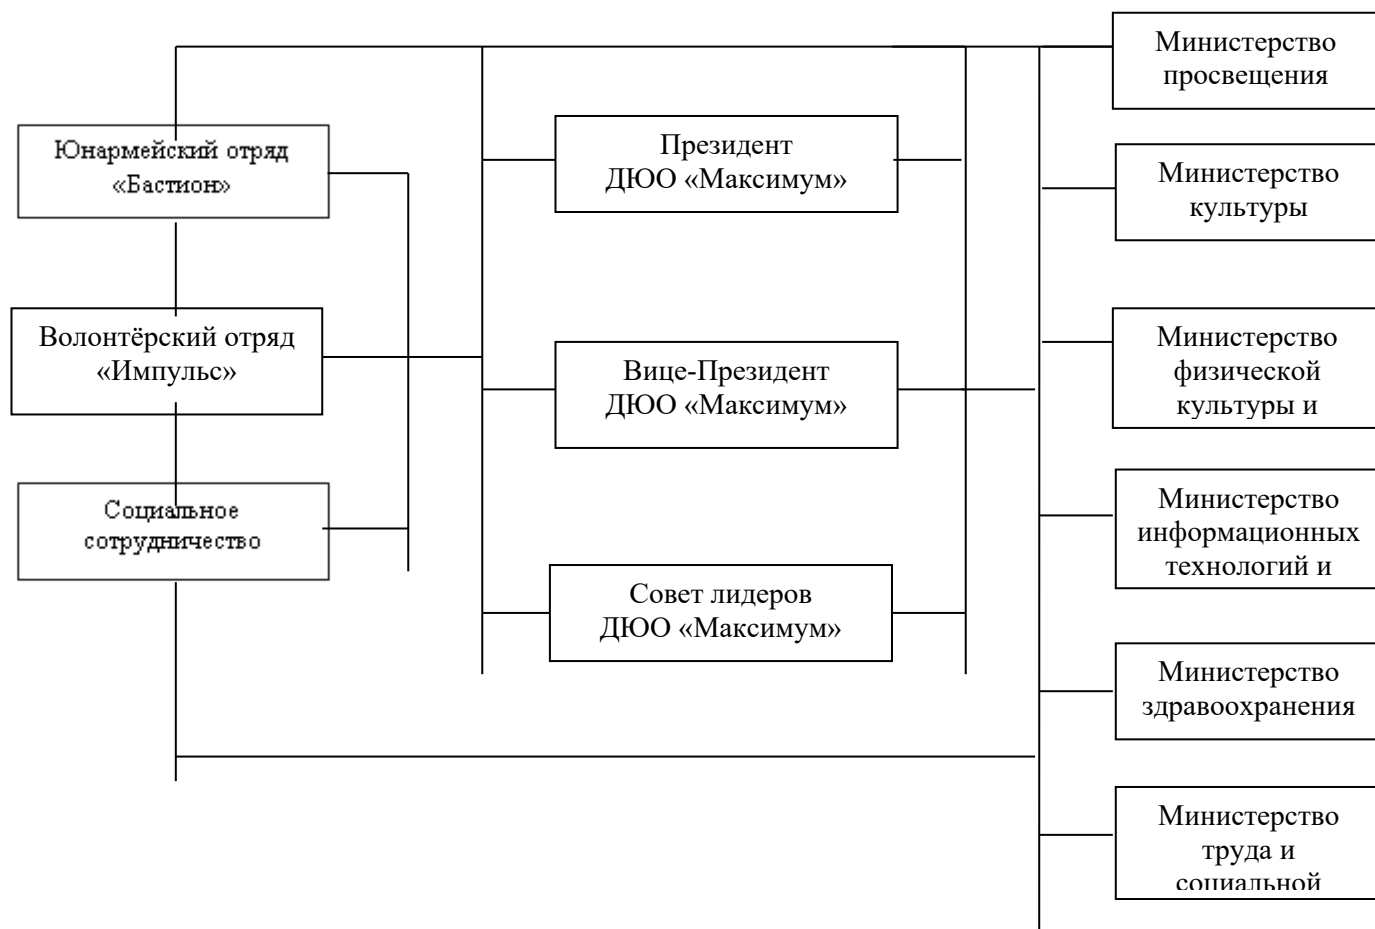 Юнармейский отряд
«Бастион»
Волонтёрский отряд
«Импульс»
Социальное
сотрудничество
Президент
ДЮО «Максимум»
Вице-Президент
ДЮО «Максимум»
Совет лидеров
ДЮО «Максимум»
Министерство
просвещения
Министерство
культуры
Министерство
физической
культуры и
Министерство
информационных
технологий и
Министерство
здравоохранения
Министерство
труда и
социальной